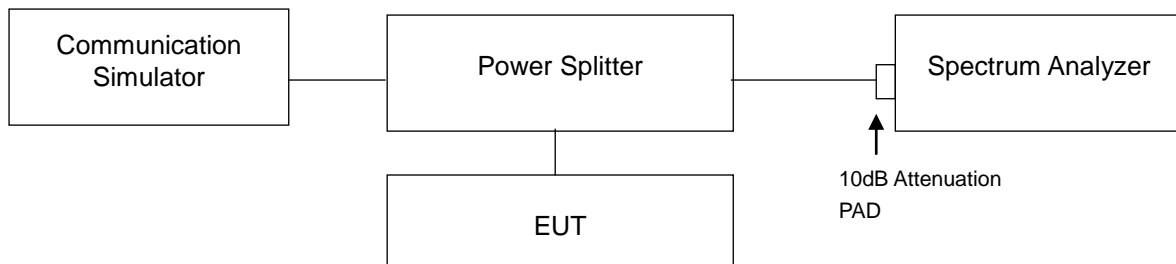 Communication
Simulator
Power Splitter
Spectrum Analyzer
10dB Attenuation
PAD
EUT